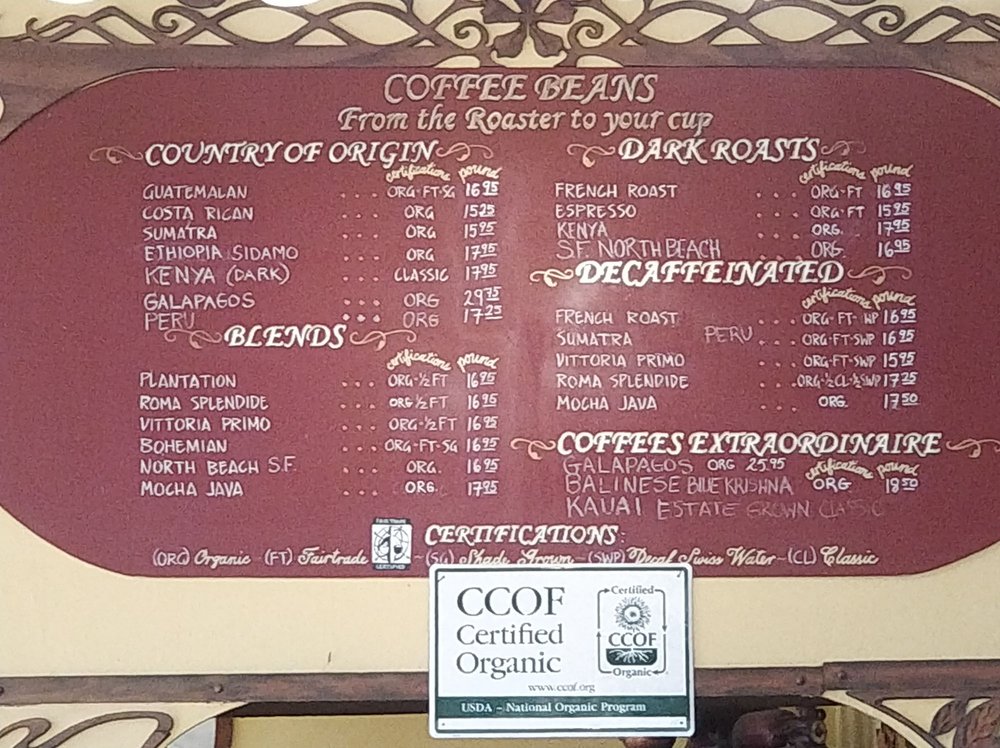 COFFEE BEANS
From the Roaster to your cup
COUNTRY OF ORIGIN
certifications pound
GUATEMALAN ... ORG-FT-SG 16 95
COSTA RICAN ... ORG 15 25
SUMATRA ... ORG 15 95
ETHIOPIA SIDAMO ... ORG 17 95
KENYA (DARK) ... CLASSIC 17 95
GALAPAGOS ... ORG 29 75
PERU ... ORG 17 25
BLENDS
certifications pound
PLANTATION ... ORG-½FT 16 95
ROMA SPLENDIDE ... ORG ½FT 16 95
VITTORIA PRIMO ... ORG-½FT 16 95
BOHEMIAN ... ORG-FT-SG 16 95
NORTH BEACH S.F. ... ORG. 16 95
MOCHA JAVA ... ORG. 17 95
DARK ROASTS
certifications pound
FRENCH ROAST ... ORG-FT 16 95
ESPRESSO ... ORG-FT 15 95
KENYA ... ORG. 17 95
S.F. NORTH BEACH ORG. 16 95
DECAFFEINATED
certifications pound
FRENCH ROAST ... ORG-FT-WP 16 95
SUMATRA PERU ... ORG-FT-SWP 16 95
VITTORIA PRIMO ... ORG-FT-SWP 15 95
ROMA SPLENDIDE ... ORG-½CL-½SWP 17 25
MOCHA JAVA ... ORG. 17 50
COFFEES EXTRAORDINAIRE
certifications pound
GALAPAGOS ORG 25.95
BALINESE BLUE KRISHNA ORG 18 50
KAUAI ESTATE GROWN CLASSIC
CERTIFICATIONS:
(ORG) Organic - (FT) Fairtrade - (SG) Shade Grown - (SWP) Decaf Swiss Water - (CL) Classic
CCOF
Certified
Organic
Certified
CCOF
Organic
www.ccof.org
USDA - National Organic Program